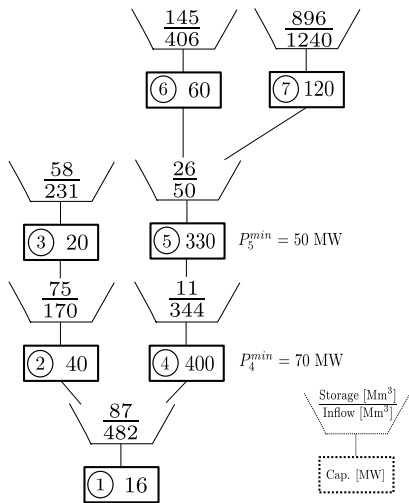 145 896
406 1240
6 60 7 120
58 26
231 50
3 20 5 330 P_5^{min} = 50 MW
75 11
170 344
2 40 4 400 P_4^{min} = 70 MW
87
482
1 16
Storage [Mm³]
Inflow [Mm³]
Cap. [MW]